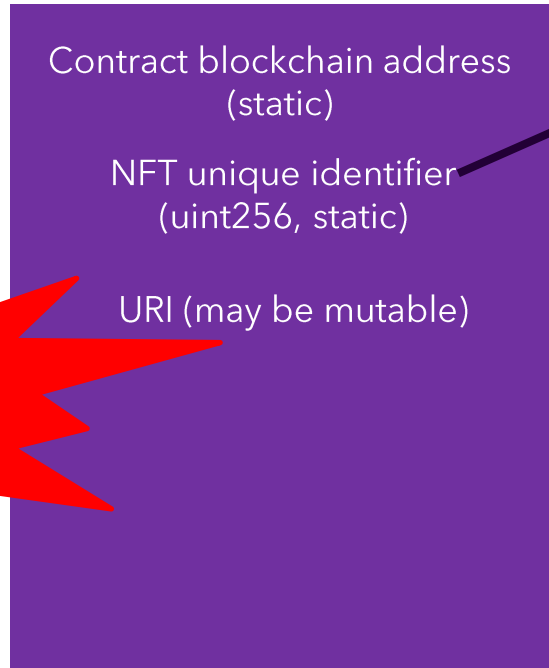 Contract blockchain address
(static)
NFT unique identifier
(uint256, static)
URI (may be mutable)